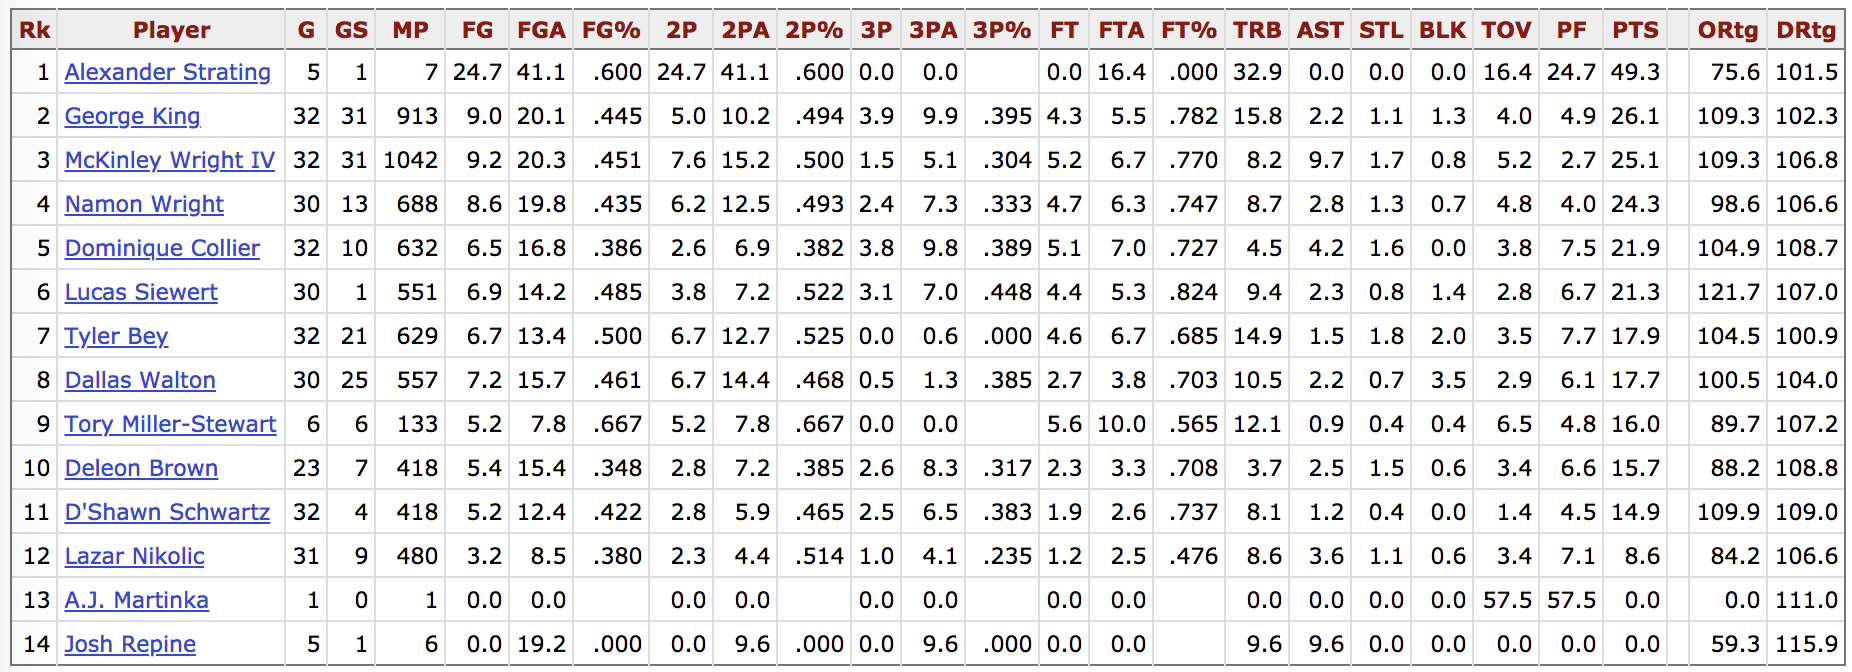 Rk Player G GS MP FG FGA FG% 2P 2PA 2P% 3P 3PA 3P% FT FTA FT% TRB AST STL BLK TOV PF PTS ORtg DRtg
1 Alexander Strating 5 1 7 24.7 41.1 .600 24.7 41.1 .600 0.0 0.0 0.0 16.4 .000 32.9 0.0 0.0 0.0 16.4 24.7 49.3 75.6 101.5
2 George King 32 31 913 9.0 20.1 .445 5.0 10.2 .494 3.9 9.9 .395 4.3 5.5 .782 15.8 2.2 1.1 1.3 4.0 4.9 26.1 109.3 102.3
3 McKinley Wright IV 32 31 1042 9.2 20.3 .451 7.6 15.2 .500 1.5 5.1 .304 5.2 6.7 .770 8.2 9.7 1.7 0.8 5.2 2.7 25.1 109.3 106.8
4 Namon Wright 30 13 688 8.6 19.8 .435 6.2 12.5 .493 2.4 7.3 .333 4.7 6.3 .747 8.7 2.8 1.3 0.7 4.8 4.0 24.3 98.6 106.6
5 Dominique Collier 32 10 632 6.5 16.8 .386 2.6 6.9 .382 3.8 9.8 .389 5.1 7.0 .727 4.5 4.2 1.6 0.0 3.8 7.5 21.9 104.9 108.7
6 Lucas Siewert 30 1 551 6.9 14.2 .485 3.8 7.2 .522 3.1 7.0 .448 4.4 5.3 .824 9.4 2.3 0.8 1.4 2.8 6.7 21.3 121.7 107.0
7 Tyler Bey 32 21 629 6.7 13.4 .500 6.7 12.7 .525 0.0 0.6 .000 4.6 6.7 .685 14.9 1.5 1.8 2.0 3.5 7.7 17.9 104.5 100.9
8 Dallas Walton 30 25 557 7.2 15.7 .461 6.7 14.4 .468 0.5 1.3 .385 2.7 3.8 .703 10.5 2.2 0.7 3.5 2.9 6.1 17.7 100.5 104.0
9 Tory Miller-Stewart 6 6 133 5.2 7.8 .667 5.2 7.8 .667 0.0 0.0 5.6 10.0 .565 12.1 0.9 0.4 0.4 6.5 4.8 16.0 89.7 107.2
10 Deleon Brown 23 7 418 5.4 15.4 .348 2.8 7.2 .385 2.6 8.3 .317 2.3 3.3 .708 3.7 2.5 1.5 0.6 3.4 6.6 15.7 88.2 108.8
11 D'Shawn Schwartz 32 4 418 5.2 12.4 .422 2.8 5.9 .465 2.5 6.5 .383 1.9 2.6 .737 8.1 1.2 0.4 0.0 1.4 4.5 14.9 109.9 109.0
12 Lazar Nikolic 31 9 480 3.2 8.5 .380 2.3 4.4 .514 1.0 4.1 .235 1.2 2.5 .476 8.6 3.6 1.1 0.6 3.4 7.1 8.6 84.2 106.6
13 A.J. Martinka 1 0 1 0.0 0.0 0.0 0.0 0.0 0.0 0.0 0.0 0.0 0.0 0.0 0.0 57.5 57.5 0.0 0.0 111.0
14 Josh Repine 5 1 6 0.0 19.2 .000 0.0 9.6 .000 0.0 9.6 .000 0.0 0.0 9.6 9.6 0.0 0.0 0.0 0.0 0.0 59.3 115.9